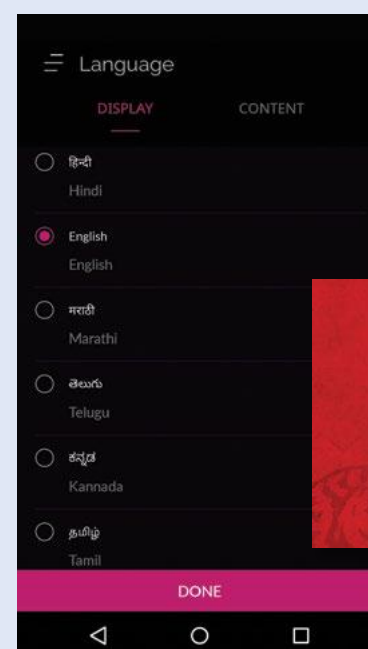 Language
DISPLAY CONTENT
हिन्दी
Hindi
English
English
मराठी
Marathi
తెలుగు
Telugu
ಕನ್ನಡ
Kannada
தமிழ்
Tamil
DONE